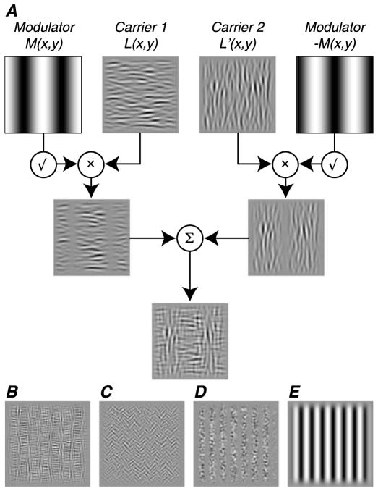 A
Modulator Carrier 1 Carrier 2 Modulator
M(x,y) L(x,y) L'(x,y) -M(x,y)
√ × × √
Σ
B C D E